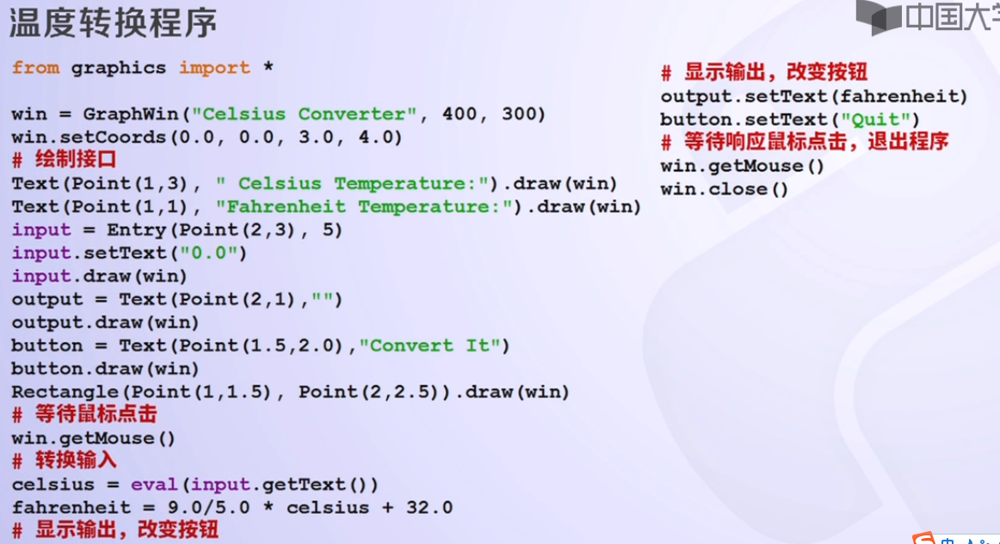 温度转换程序
中国大学
from graphics import *
win = GraphWin("Celsius Converter", 400, 300)
win.setCoords(0.0, 0.0, 3.0, 4.0)
# 绘制接口
Text(Point(1,3), " Celsius Temperature:").draw(win)
Text(Point(1,1), "Fahrenheit Temperature:").draw(win)
input = Entry(Point(2,3), 5)
input.setText("0.0")
input.draw(win)
output = Text(Point(2,1),"")
output.draw(win)
button = Text(Point(1.5,2.0),"Convert It")
button.draw(win)
Rectangle(Point(1,1.5), Point(2,2.5)).draw(win)
# 等待鼠标点击
win.getMouse()
# 转换输入
celsius = eval(input.getText())
fahrenheit = 9.0/5.0 * celsius + 32.0
# 显示输出，改变按钮
# 显示输出，改变按钮
output.setText(fahrenheit)
button.setText("Quit")
# 等待响应鼠标点击，退出程序
win.getMouse()
win.close()